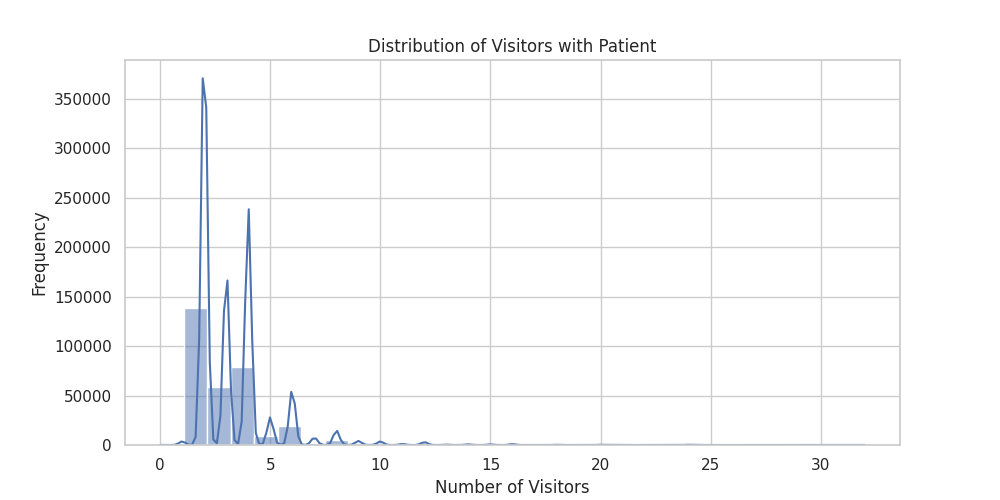 Distribution of Visitors with Patient
350000
300000
250000
200000
150000
100000
50000
0
Frequency
0 5 10 15 20 25 30
Number of Visitors